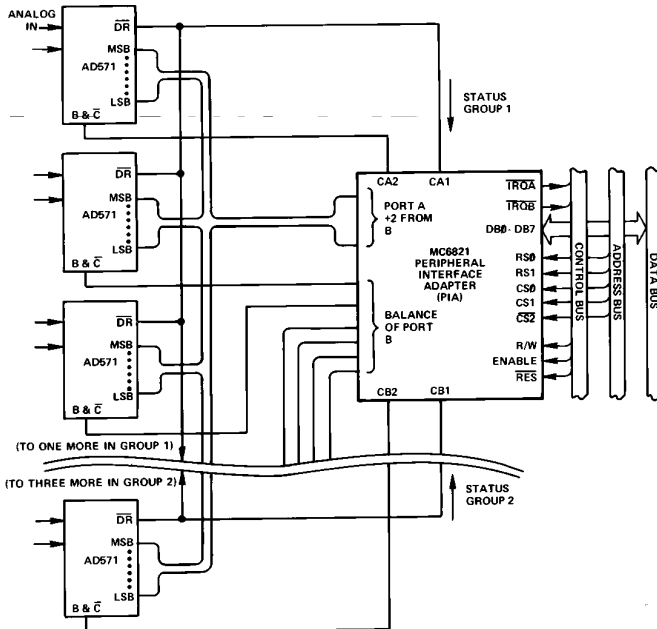 ANALOG
IN
DR
MSB
AD571
LSB
B & C
DR
MSB
AD571
LSB
B & C
DR
MSB
AD571
LSB
B & C
(TO ONE MORE IN GROUP 1)
(TO THREE MORE IN GROUP 2)
DR
MSB
AD571
LSB
B & C
STATUS
GROUP 1
CA2
CA1
PORT A
+2 FROM
B
MC6821
PERIPHERAL
INTERFACE
ADAPTER
(PIA)
BALANCE
OF PORT
B
CB2
CB1
IRQA
IRQB
DB0- DB7
RS0
RS1
CS0
CS1
CS2
R/W
ENABLE
RES
CONTROL BUS
ADDRESS BUS
DATA BUS
STATUS
GROUP 2